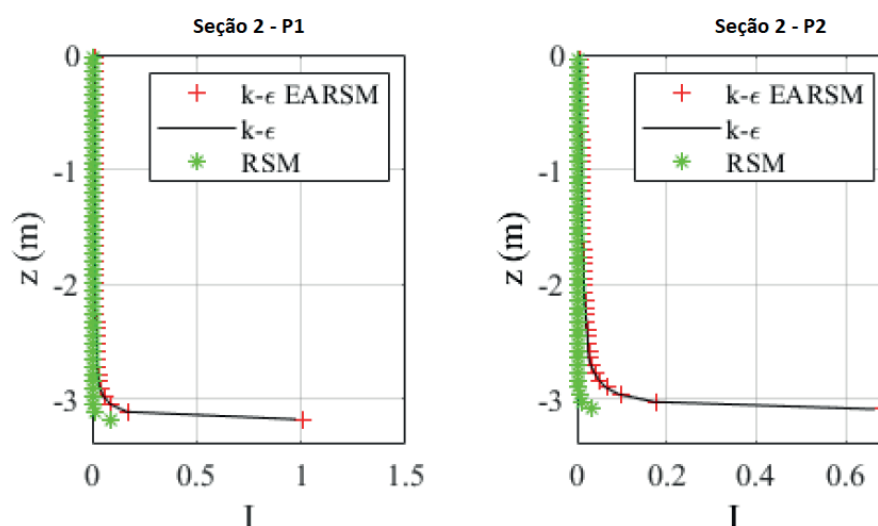 Seção 2 - P1
0
-1
-2
-3
z (m)
k-ϵ EARSM
k-ϵ
RSM
0 0.5 1 1.5
Seção 2 - P2
0
-1
-2
-3
z (m)
k-ϵ EARSM
k-ϵ
RSM
0 0.2 0.4 0.6